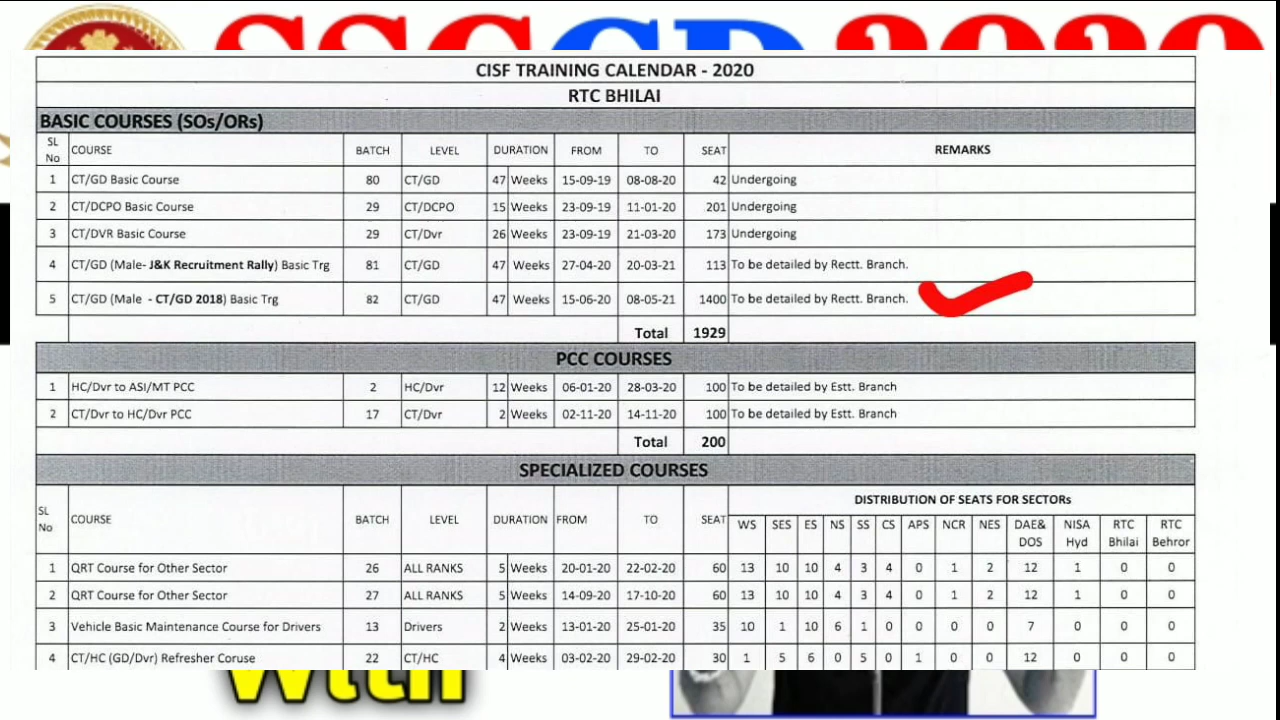 SSCGD 2020
CISF TRAINING CALENDAR - 2020
RTC BHILAI
BASIC COURSES (SOs/ORs)
SL No COURSE BATCH LEVEL DURATION FROM TO SEAT REMARKS
1 CT/GD Basic Course 80 CT/GD 47 Weeks 15-09-19 08-08-20 42 Undergoing
2 CT/DCPO Basic Course 29 CT/DCPO 15 Weeks 23-09-19 11-01-20 201 Undergoing
3 CT/DVR Basic Course 29 CT/Dvr 26 Weeks 23-09-19 21-03-20 173 Undergoing
4 CT/GD (Male- J&K Recruitment Rally) Basic Trg 81 CT/GD 47 Weeks 27-04-20 20-03-21 113 To be detailed by Rectt. Branch.
5 CT/GD (Male - CT/GD 2018) Basic Trg 82 CT/GD 47 Weeks 15-06-20 08-05-21 1400 To be detailed by Rectt. Branch.
Total 1929
PCC COURSES
1 HC/Dvr to ASI/MT PCC 2 HC/Dvr 12 Weeks 06-01-20 28-03-20 100 To be detailed by Estt. Branch
2 CT/Dvr to HC/Dvr PCC 17 CT/Dvr 2 Weeks 02-11-20 14-11-20 100 To be detailed by Estt. Branch
Total 200
SPECIALIZED COURSES
SL No COURSE BATCH LEVEL DURATION FROM TO SEAT DISTRIBUTION OF SEATS FOR SECTORs
WS SES ES NS SS CS APS NCR NES DAE& DOS NISA Hyd RTC Bhilai RTC Behror
1 QRT Course for Other Sector 26 ALL RANKS 5 Weeks 20-01-20 22-02-20 60 13 10 10 4 3 4 0 1 2 12 1 0 0
2 QRT Course for Other Sector 27 ALL RANKS 5 Weeks 14-09-20 17-10-20 60 13 10 10 4 3 4 0 1 2 12 1 0 0
3 Vehicle Basic Maintenance Course for Drivers 13 Drivers 2 Weeks 13-01-20 25-01-20 35 10 1 10 6 1 0 0 0 0 7 0 0 0
4 CT/HC (GD/Dvr) Refresher Coruse 22 CT/HC 4 Weeks 03-02-20 29-02-20 30 1 5 6 0 5 0 1 0 0 12 0 0 0
With